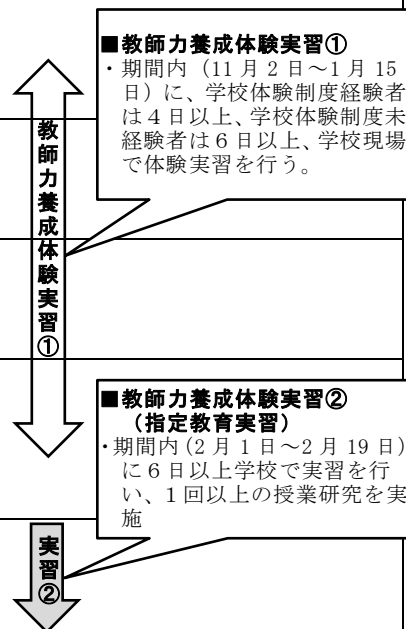 ■教師力養成体験実習①
・期間内（11月2日～1月15
日）に、学校体験制度経験者
は4日以上、学校体験制度未
経験者は6日以上、学校現場
で体験実習を行う。
教師力養成体験実習①
■教師力養成体験実習②
（指定教育実習）
・期間内（2月1日～2月19日）
に6日以上学校で実習を行
い、1回以上の授業研究を実
施
実習②